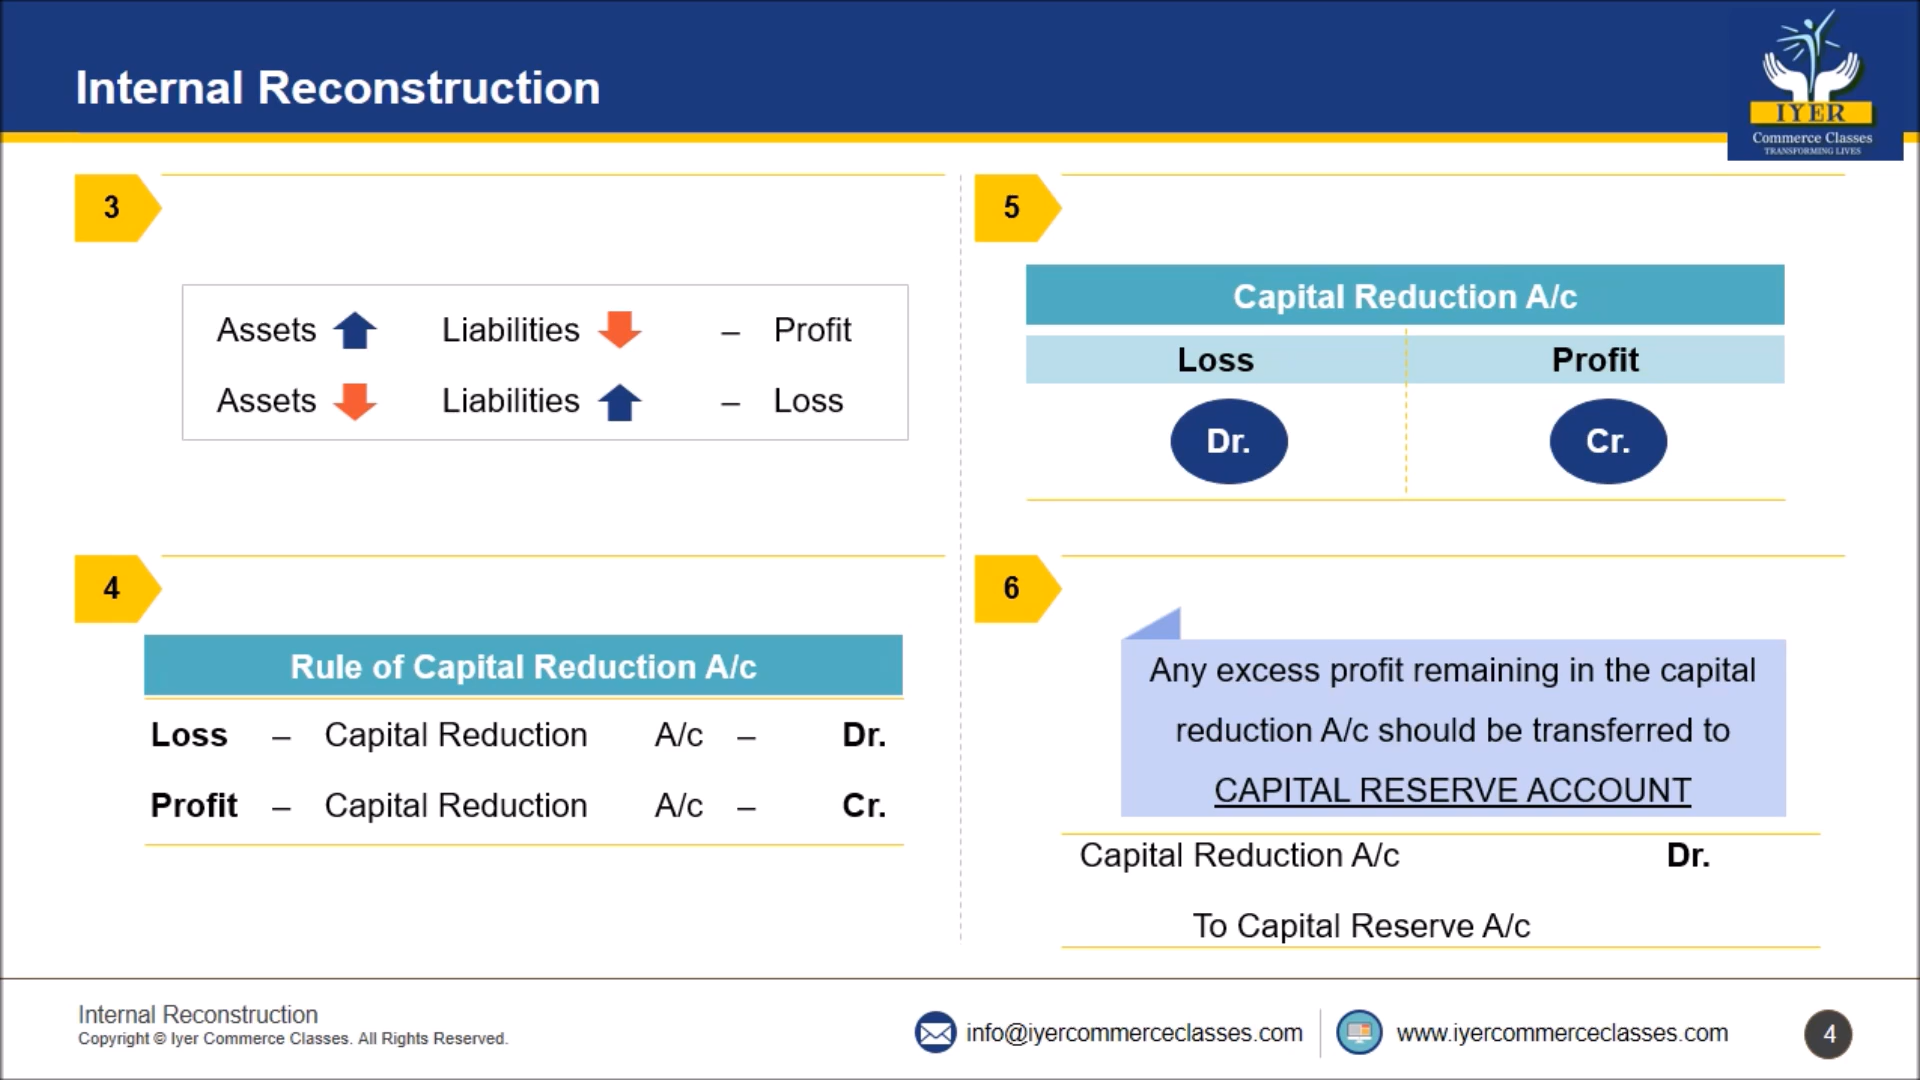 Internal Reconstruction
IYER
Commerce Classes
TRANSFORMING LIVES
3
Assets Liabilities – Profit
Assets Liabilities – Loss
4
Rule of Capital Reduction A/c
Loss – Capital Reduction A/c – Dr.
Profit – Capital Reduction A/c – Cr.
5
Capital Reduction A/c
Loss Profit
Dr. Cr.
6
Any excess profit remaining in the capital
reduction A/c should be transferred to
CAPITAL RESERVE ACCOUNT
Capital Reduction A/c Dr.
To Capital Reserve A/c
Internal Reconstruction
Copyright © Iyer Commerce Classes. All Rights Reserved.
info@iyercommerceclasses.com
www.iyercommerceclasses.com
4